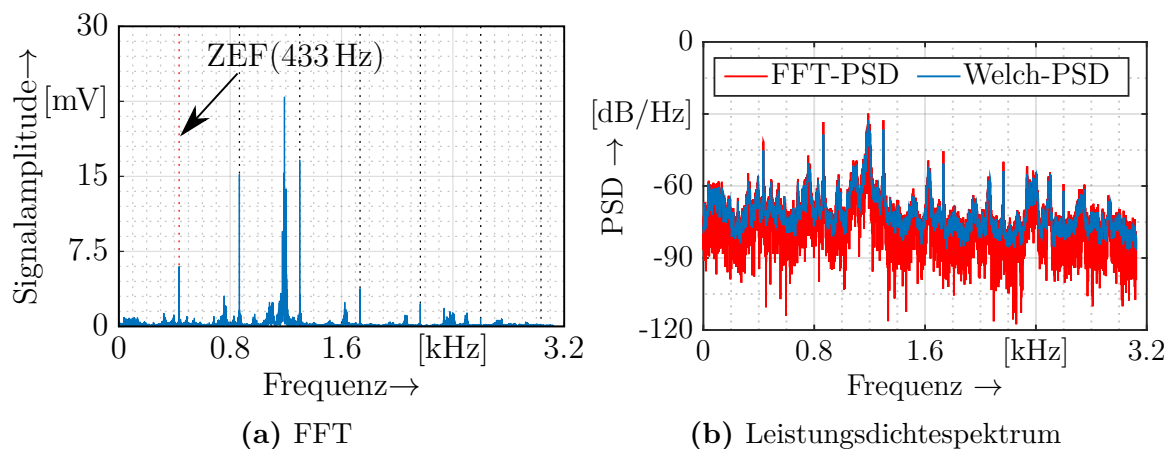 30
[mV]
15
7.5
0
Signalamplitude→
ZEF(433 Hz)
0 0.8 1.6 [kHz] 3.2
Frequenz→
(a) FFT
0
[dB/Hz]
-60
-90
-120
PSD →
FFT-PSD Welch-PSD
0 0.8 1.6 [kHz] 3.2
Frequenz →
(b) Leistungsdichtespektrum